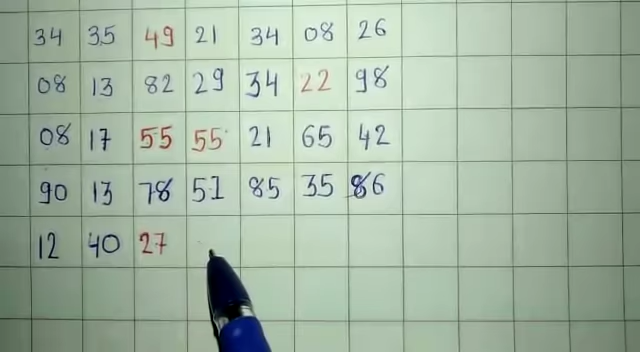 34 35 49 21 34 08 26
08 13 82 29 34 22 98
08 17 55 55 21 65 42
90 13 78 51 85 35 86
12 40 27